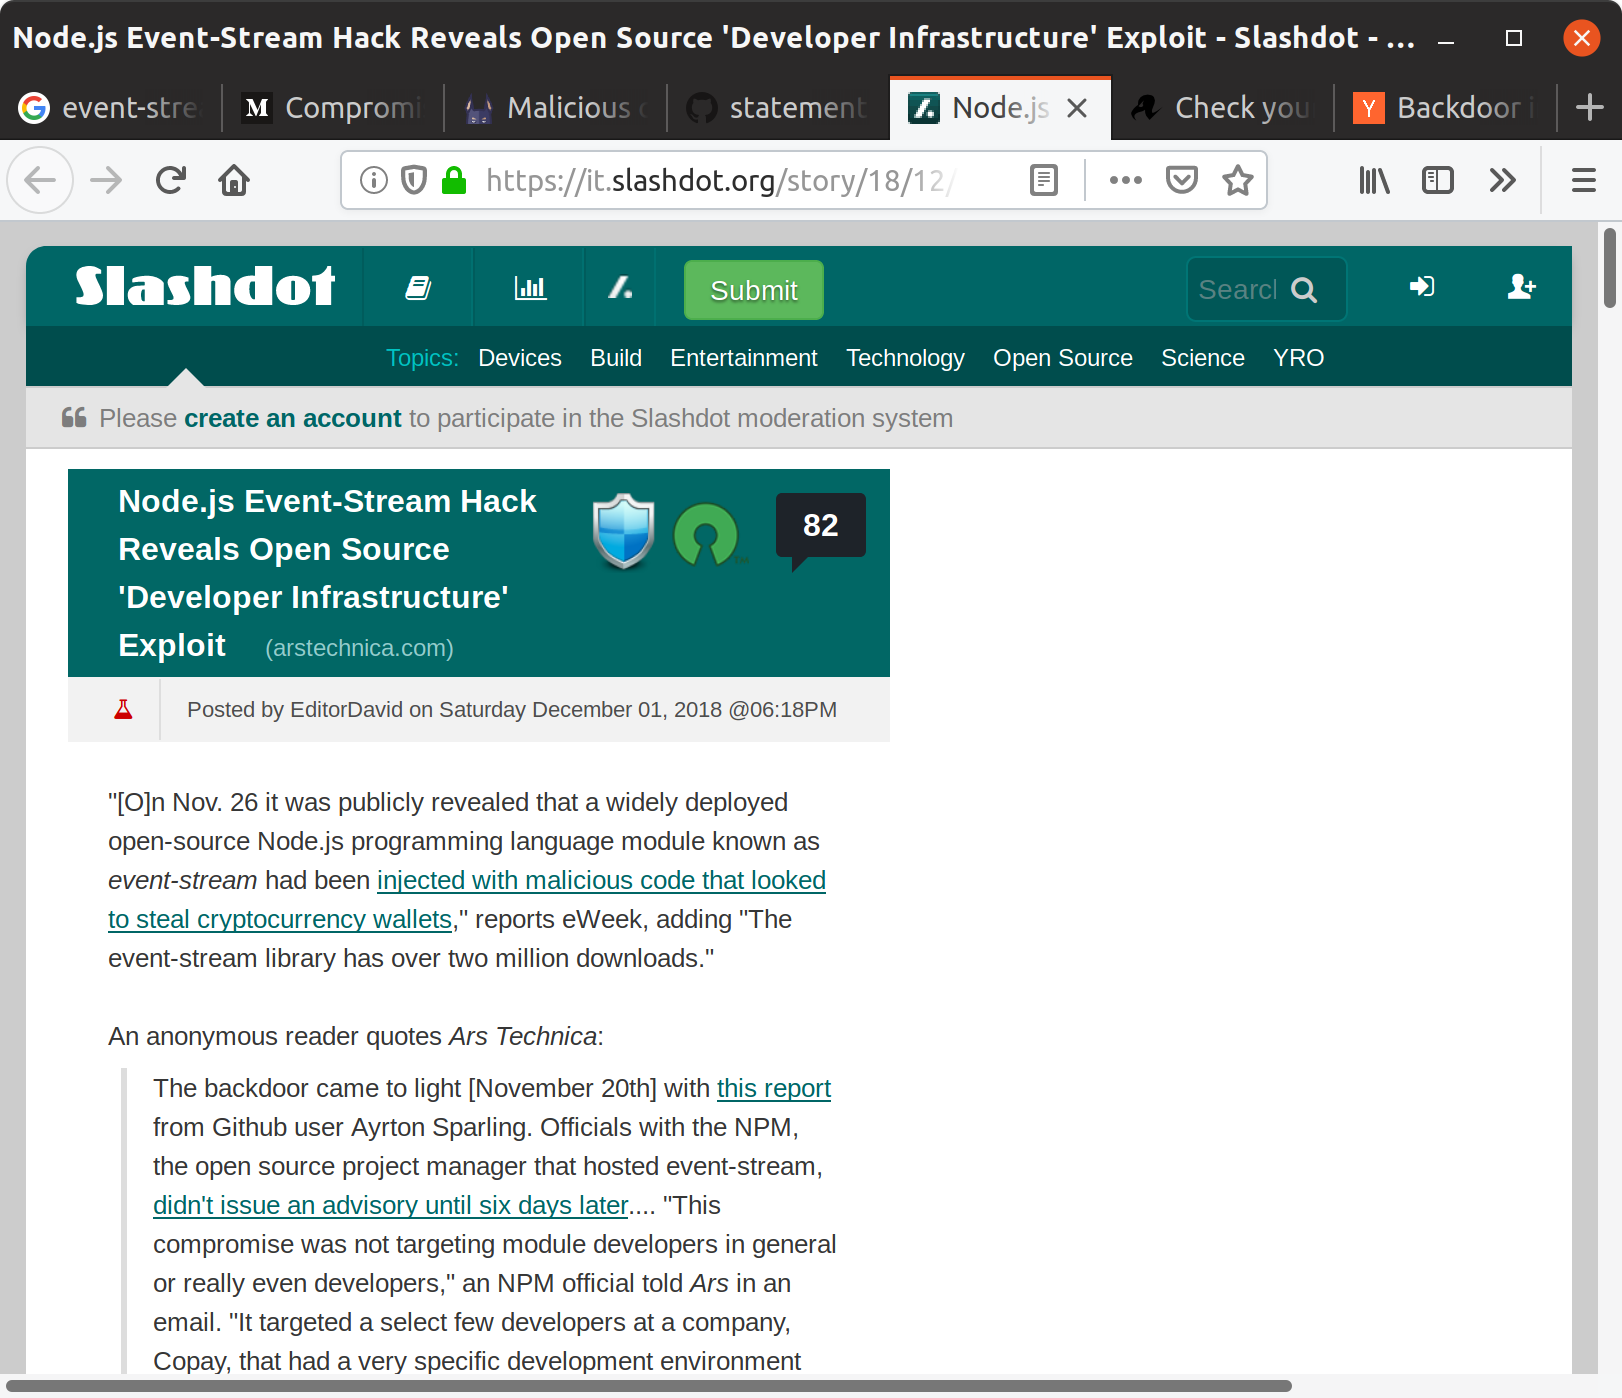 Node.js Event-Stream Hack Reveals Open Source 'Developer Infrastructure' Exploit - Slashdot - ...
event-stre
Compromi
Malicious c
statement
Node.js
Check you
Backdoor i
https://it.slashdot.org/story/18/12/
Slashdot
Submit
Search
Topics: Devices Build Entertainment Technology Open Source Science YRO
Please create an account to participate in the Slashdot moderation system
Node.js Event-Stream Hack
Reveals Open Source
'Developer Infrastructure'
Exploit (arstechnica.com)
82
Posted by EditorDavid on Saturday December 01, 2018 @06:18PM
"[O]n Nov. 26 it was publicly revealed that a widely deployed
open-source Node.js programming language module known as
event-stream had been injected with malicious code that looked
to steal cryptocurrency wallets," reports eWeek, adding "The
event-stream library has over two million downloads."
An anonymous reader quotes Ars Technica:
The backdoor came to light [November 20th] with this report
from Github user Ayrton Sparling. Officials with the NPM,
the open source project manager that hosted event-stream,
didn't issue an advisory until six days later.... "This
compromise was not targeting module developers in general
or really even developers," an NPM official told Ars in an
email. "It targeted a select few developers at a company,
Copay, that had a very specific development environment